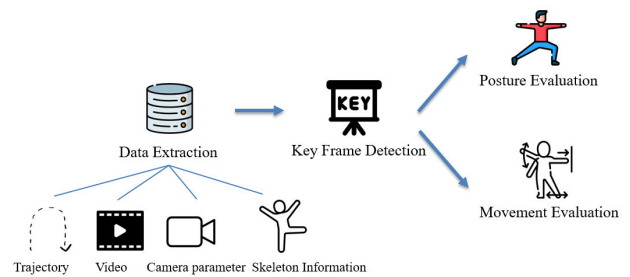 Posture Evaluation
KEY
Data Extraction
Key Frame Detection
Movement Evaluation
Trajectory
Video
Camera parameter
Skeleton Information